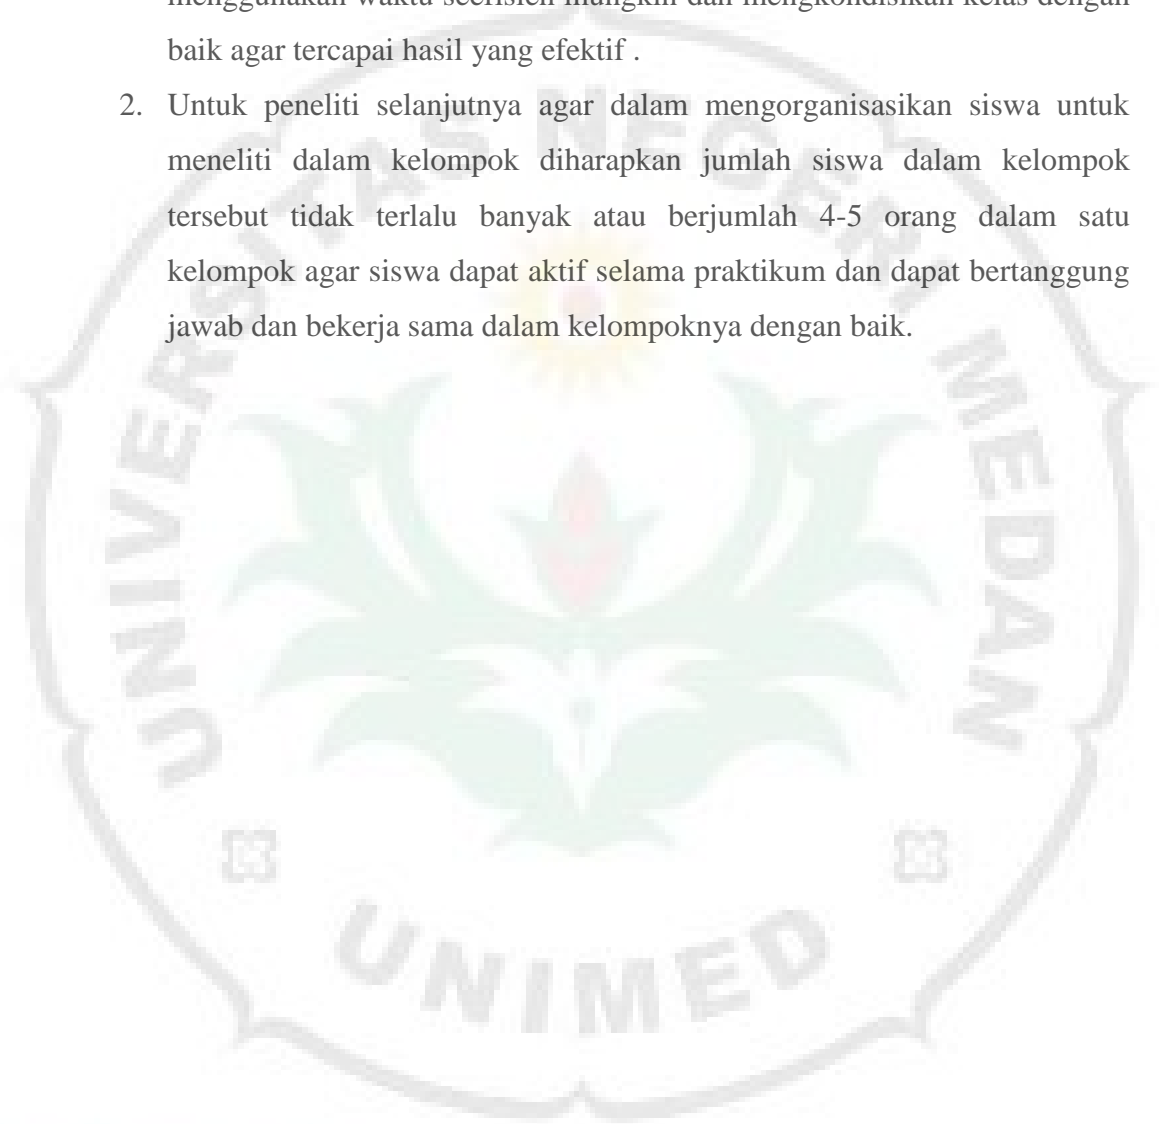 menggunakan waktu seefisien mungkin dan mengkondisikan kelas dengan
baik agar tercapai hasil yang efektif .
2. Untuk peneliti selanjutnya agar dalam mengorganisasikan siswa untuk
meneliti dalam kelompok diharapkan jumlah siswa dalam kelompok
tersebut tidak terlalu banyak atau berjumlah 4-5 orang dalam satu
kelompok agar siswa dapat aktif selama praktikum dan dapat bertanggung
jawab dan bekerja sama dalam kelompoknya dengan baik.
UNIVERSITAS NEGERI MEDAN
UNIMED